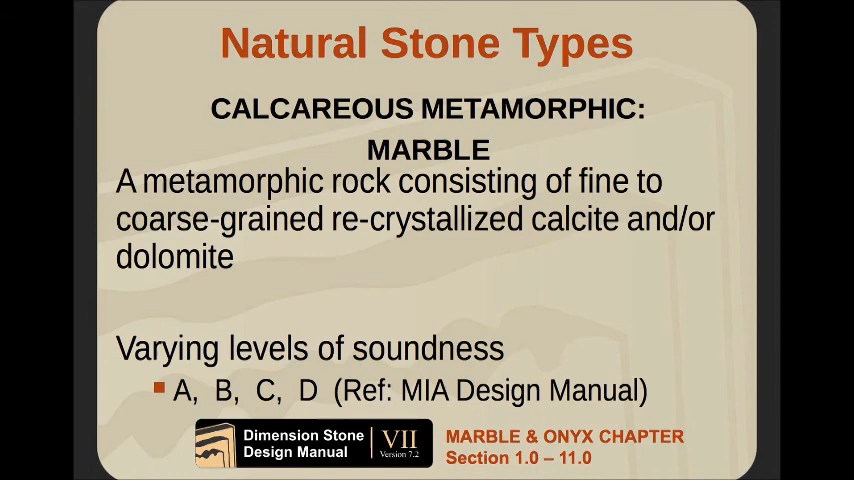 Natural Stone Types
CALCAREOUS METAMORPHIC:
MARBLE
A metamorphic rock consisting of fine to
coarse-grained re-crystallized calcite and/or
dolomite
Varying levels of soundness
A, B, C, D (Ref: MIA Design Manual)
Dimension Stone
Design Manual
VII
Version 7.2
MARBLE & ONYX CHAPTER
Section 1.0 – 11.0